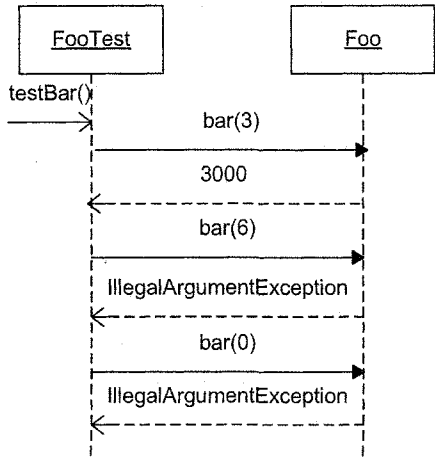 FooTest
Foo
testBar()
bar(3)
3000
bar(6)
IllegalArgumentException
bar(0)
IllegalArgumentException